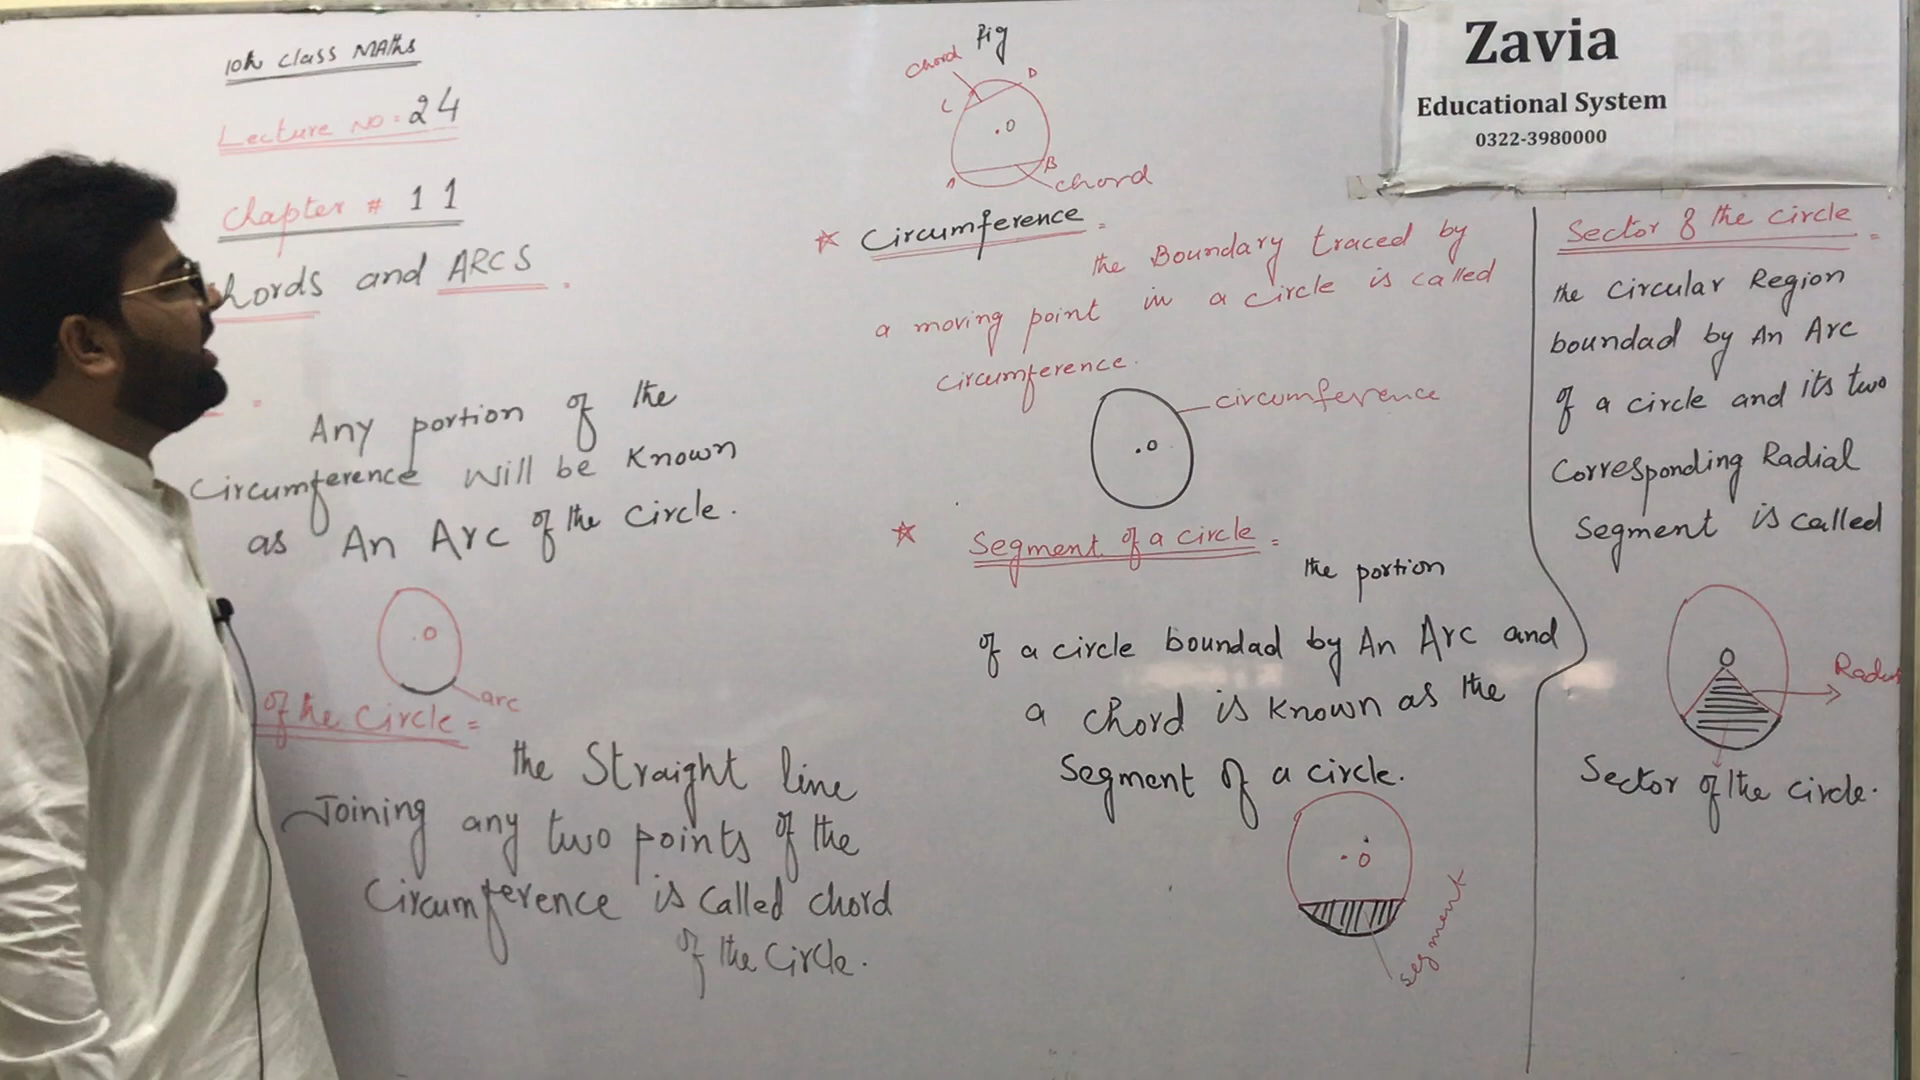 10th class MAths
Lecture NO: 24
Chapter # 11
hords and ARCS.
Any portion of the
Circumference will be known
as An Arc of the Circle.
O
arc
of the Circle =
the Straight line
Joining any two points of the
Circumference is called chord
of the Circle.
Fig
chord
D
C
O
B
A
chord
Circumference =
the Boundary traced by
a moving point in a circle is called
circumference.
circumference
O
Segment of a circle =
the portion
of a circle boundad by An Arc and
a chord is known as the
Segment of a circle.
O
segment
Zavia
Educational System
0322-3980000
Sector of the circle =
the Circular Region
boundad by An Arc
of a circle and its two
Corresponding Radial
Segment is called
O
Sector of the circle.